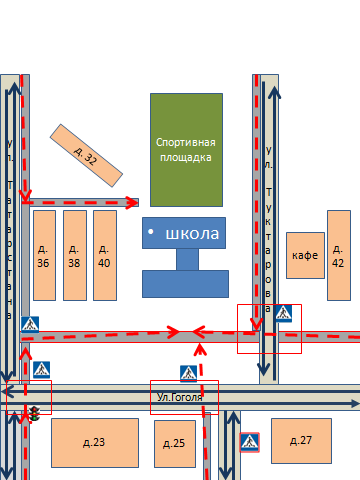 Спортивная
площадка
д. 32
• школа
ул. Татарстана
ул. Туктарова
д.
36
д.
38
д.
40
кафе
д.
42
Ул.Гоголя
д.23
д.25
д.27